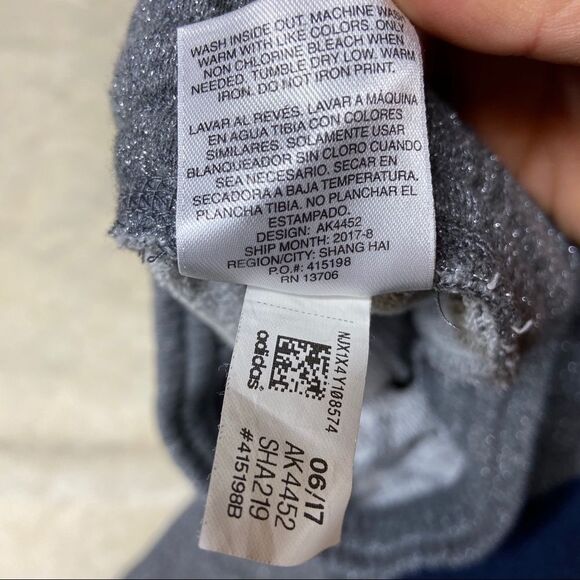 WASH INSIDE OUT. MACHINE WASH
WARM WITH LIKE COLORS. ONLY
NON CHLORINE BLEACH WHEN
NEEDED. TUMBLE DRY LOW. WARM
IRON. DO NOT IRON PRINT.
LAVAR AL REVÉS. LAVAR A MÁQUINA
EN AGUA TIBIA CON COLORES
SIMILARES. SOLAMENTE USAR
BLANQUEADOR SIN CLORO CUANDO
SEA NECESARIO. SECAR EN
SECADORA A BAJA TEMPERATURA.
PLANCHA TIBIA. NO PLANCHAR EL
ESTAMPADO.
DESIGN: AK4452
SHIP MONTH: 2017-8
REGION/CITY: SHANG HAI
P.O.#: 415198
RN 13706
adidas
NJX1X4Y108574
06/17
AK4452
SHA219
#415198B